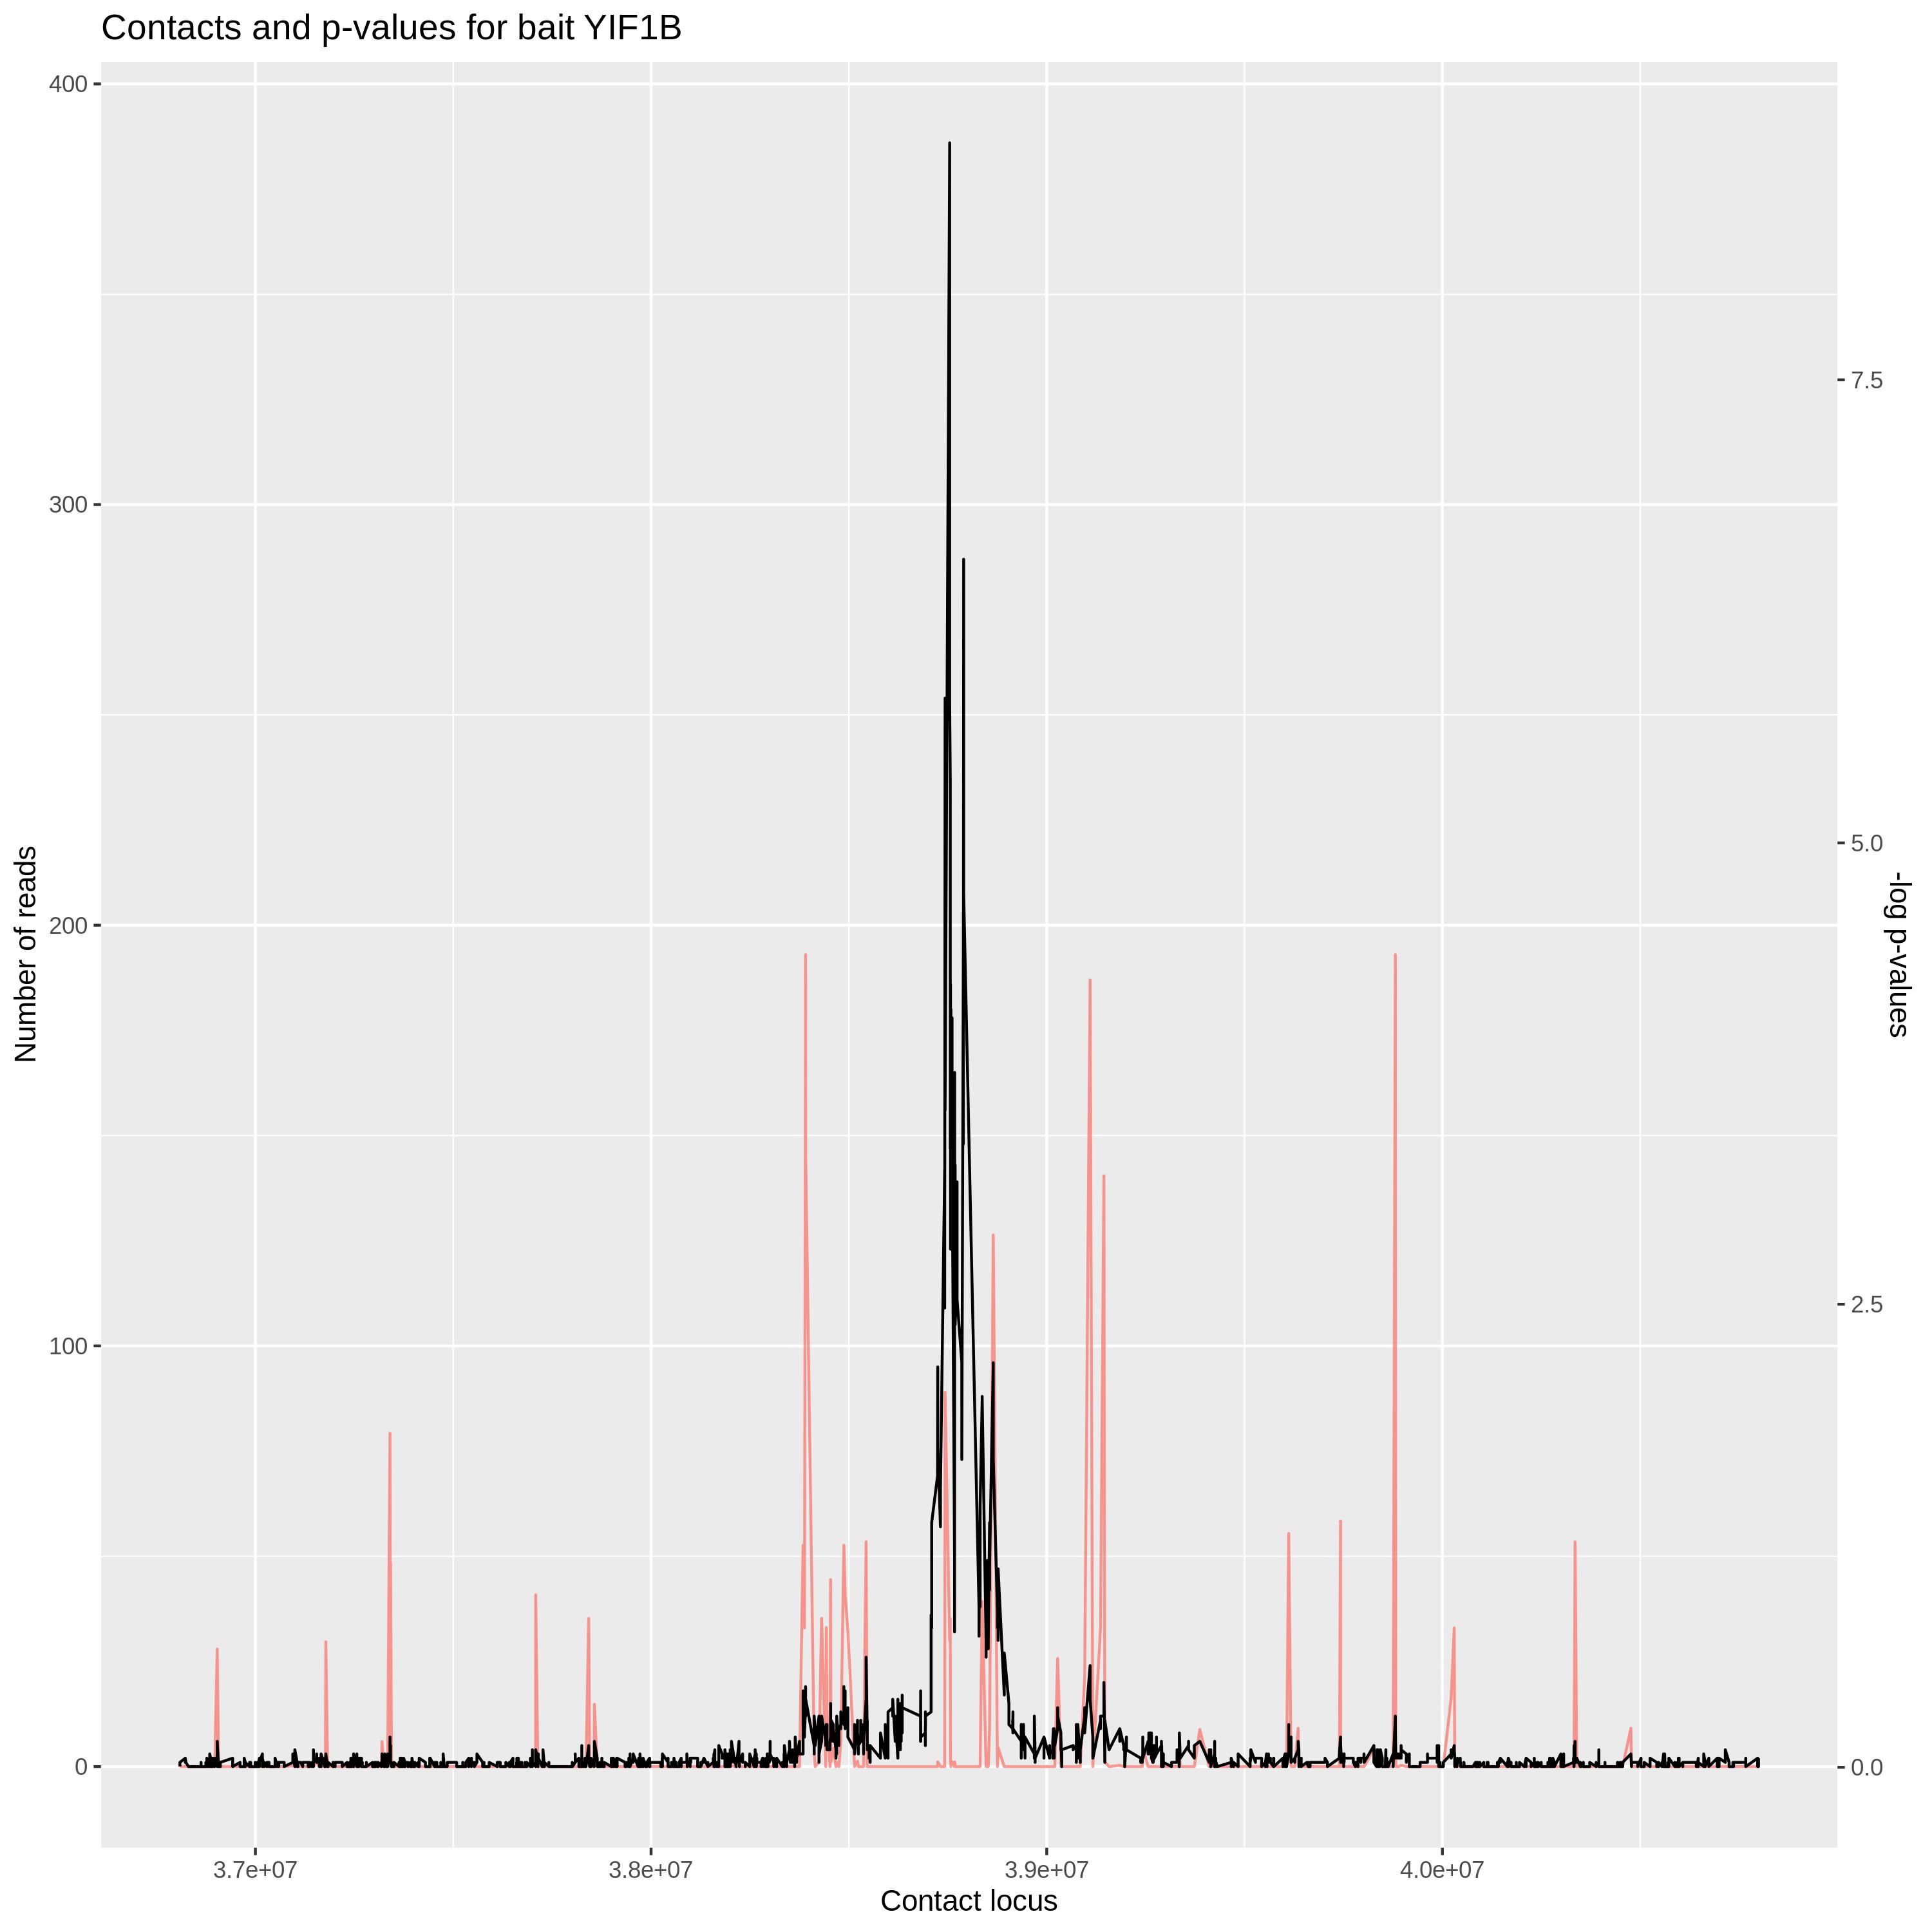 Contacts and p-values for bait YIF1B
400
300
200
100
0
Number of reads
7.5
5.0
2.5
0.0
-log p-values
3.7e+07
3.8e+07
3.9e+07
4.0e+07
Contact locus